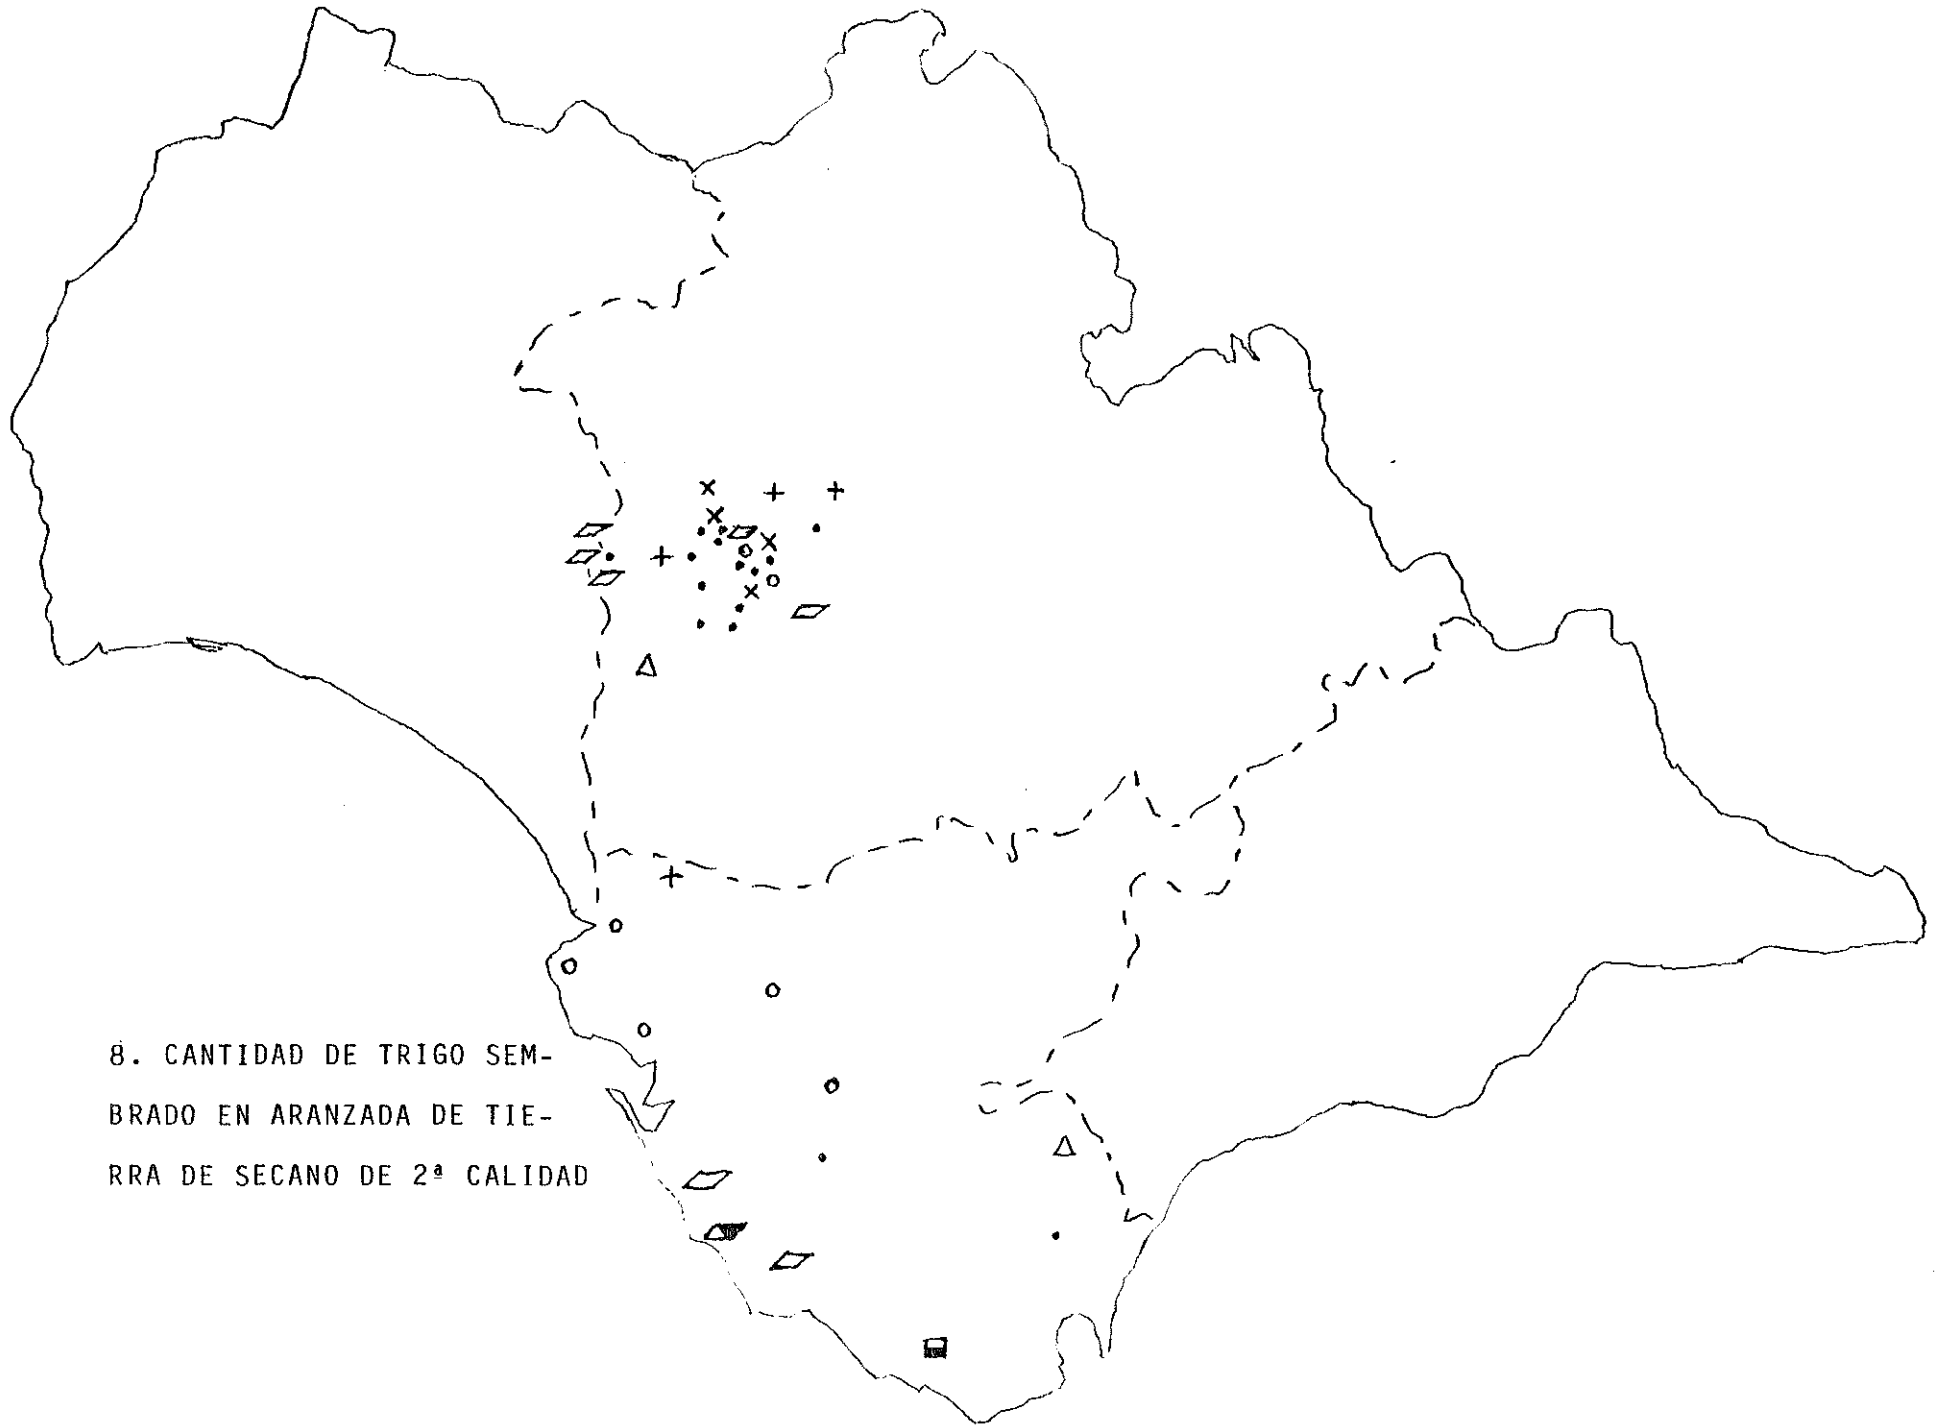 8. CANTIDAD DE TRIGO SEM-
BRADO EN ARANZADA DE TIE-
RRA DE SECANO DE 2ª CALIDAD